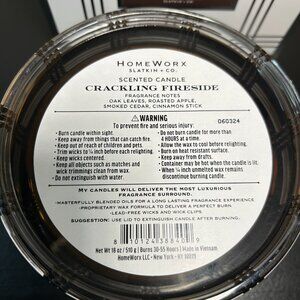 HOMEWORX
SLATKIN + CO.
SCENTED CANDLE
CRACKLING FIRESIDE
FRAGRANCE NOTES
OAK LEAVES, ROASTED APPLE,
SMOKED CEDAR, CINNAMON STICK
WARNING
060324
To prevent fire and serious injury:
• Burn candle within sight.
• Keep away from things that can catch fire.
• Keep out of reach of children and pets.
• Trim wicks to ¼ inch before each relighting.
• Keep wicks centered.
• Keep all objects such as matches and
wick trimmings clean from wax.
• Do not extinguish with water.
• Do not burn candle for more than
4 HOURS at a time.
• Allow the wax to cool before relighting.
• Burn on heat resistant surface.
• Keep away from drafts.
• Container may be hot when the candle is lit.
• When ¼ inch unmelted wax remains
discontinue burning candle.
MY CANDLES WILL DELIVER THE MOST LUXURIOUS
FRAGRANCE SURROUND.
•MASTERFULLY BLENDED OILS FOR A LONG LASTING FRAGRANCE EXPERIENCE
•PROPRIETARY WAX FORMULA TO DELIVER A PERFECT BURN
•LEAD-FREE WICKS AND WICK CLIPS
SUGGESTION: USE LID TO EXTINGUISH CANDLE AFTER BURNING.
Net Wt 18 oz / 510 g | Burns 30-55 Hours | Made in Vietnam
HomeWorx LLC • New York • NY 10021